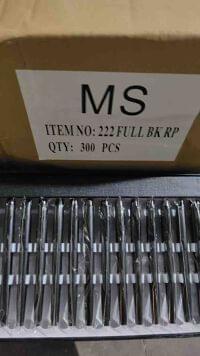 MS
ITEM NO: 222 FULL BK RP
QTY: 300 PCS